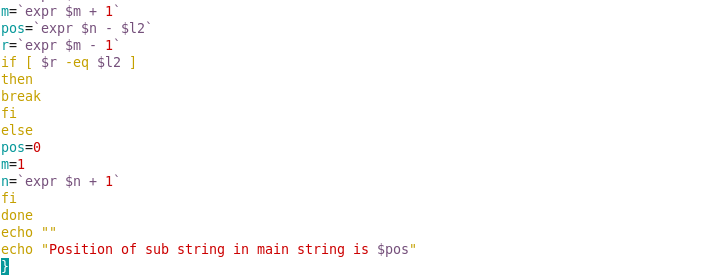 m=`expr $m + 1`
pos=`expr $n - $l2`
r=`expr $m - 1`
if [ $r -eq $l2 ]
then
break
fi
else
pos=0
m=1
n=`expr $n + 1`
fi
done
echo ""
echo "Position of sub string in main string is $pos"
}